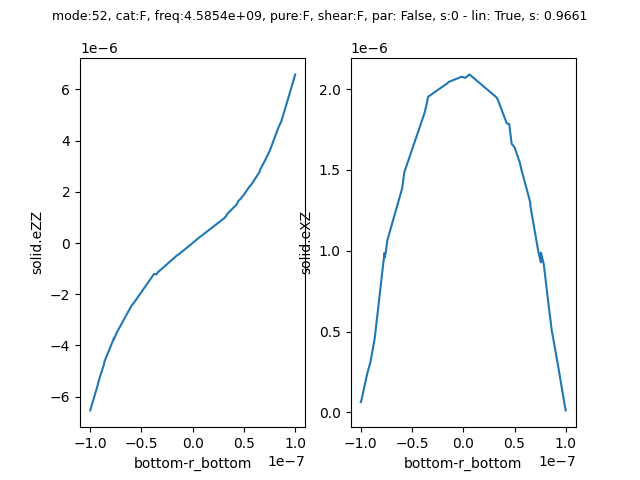 mode:52, cat:F, freq:4.5854e+09, pure:F, shear:F, par: False, s:0 - lin: True, s: 0.9661
1e−6
6
4
2
0
−2
−4
−6
solid.eZZ
−1.0
−0.5
0.0
0.5
1.0
1e−7
bottom-r_bottom
1e−6
2.0
1.5
1.0
0.5
0.0
solid.eXZ
−1.0
−0.5
0.0
0.5
1.0
1e−7
bottom-r_bottom